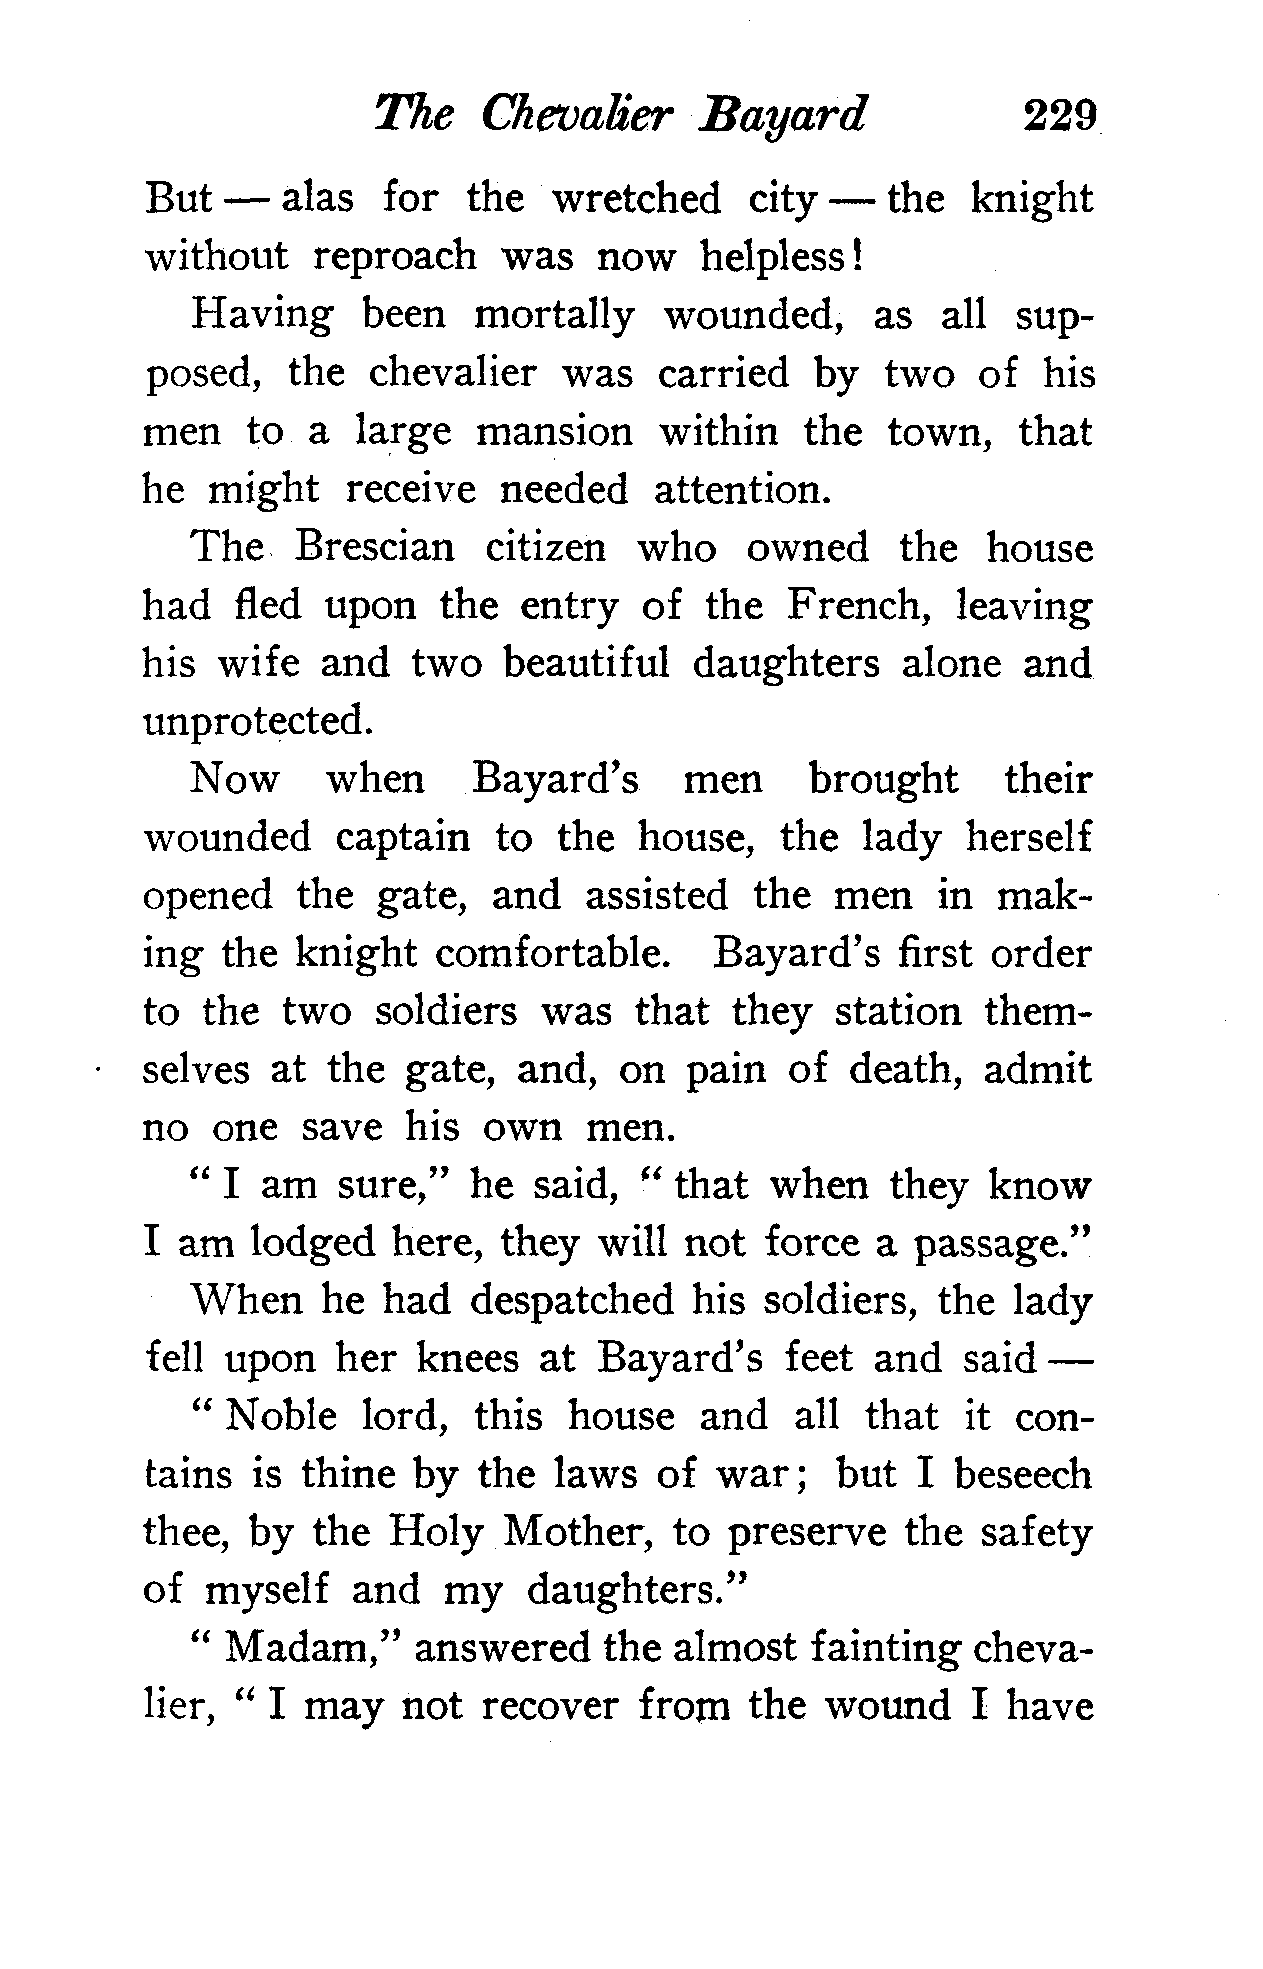 The Chevalier Bayard 229
But — alas for the wretched city — the knight
without reproach was now helpless!
Having been mortally wounded, as all sup-
posed, the chevalier was carried by two of his
men to a large mansion within the town, that
he might receive needed attention.
The Brescian citizen who owned the house
had fled upon the entry of the French, leaving
his wife and two beautiful daughters alone and
unprotected.
Now when Bayard's men brought their
wounded captain to the house, the lady herself
opened the gate, and assisted the men in mak-
ing the knight comfortable. Bayard's first order
to the two soldiers was that they station them-
selves at the gate, and, on pain of death, admit
no one save his own men.
“ I am sure,” he said, “ that when they know
I am lodged here, they will not force a passage.”
When he had despatched his soldiers, the lady
fell upon her knees at Bayard's feet and said —
“ Noble lord, this house and all that it con-
tains is thine by the laws of war; but I beseech
thee, by the Holy Mother, to preserve the safety
of myself and my daughters.”
“ Madam,” answered the almost fainting cheva-
lier, “ I may not recover from the wound I have